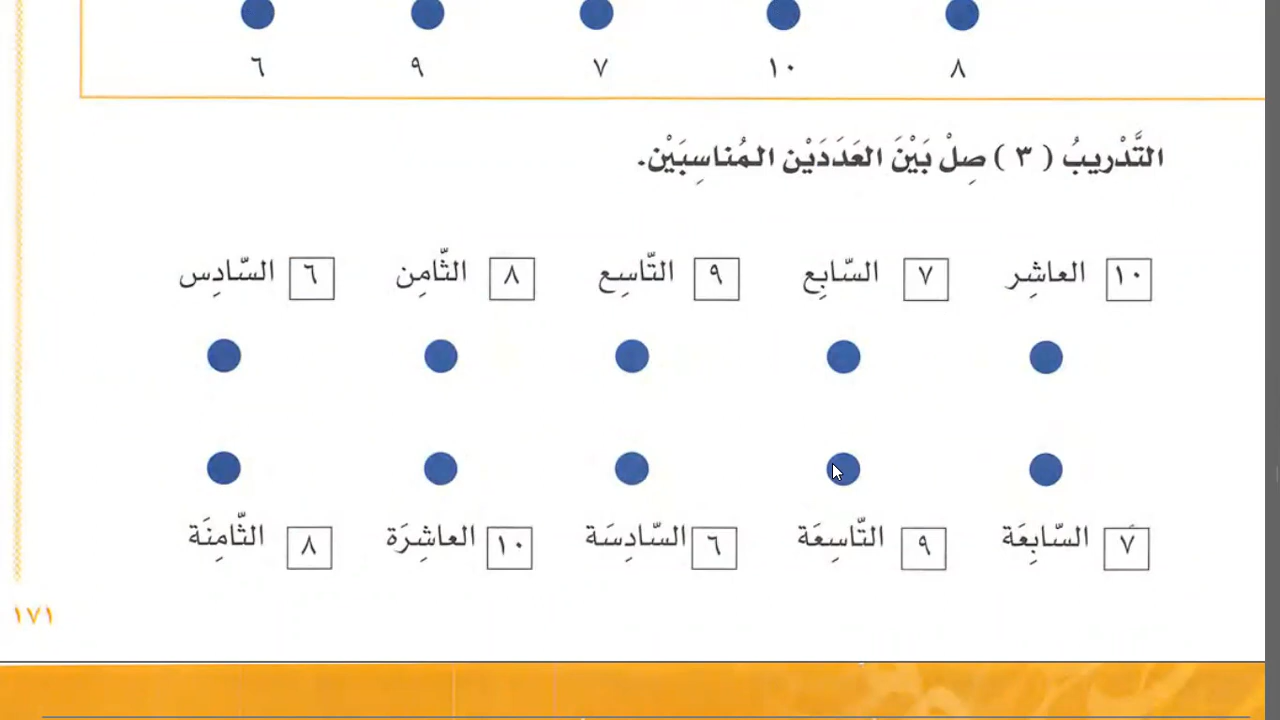 ٨ ١٠ ٧ ٩ ٦
التَّدْريبُ ( ٣ ) صِلْ بَيْنَ العَدَدَيْن المُناسِبَيْن.
١٠ العاشِر ٧ السّابِع ٩ التّاسِع ٨ الثّامِن ٦ السّادِس
٧ السّابِعَة ٩ التّاسِعَة ٦ السّادِسَة ١٠ العاشِرَة ٨ الثّامِنَة
١٧١